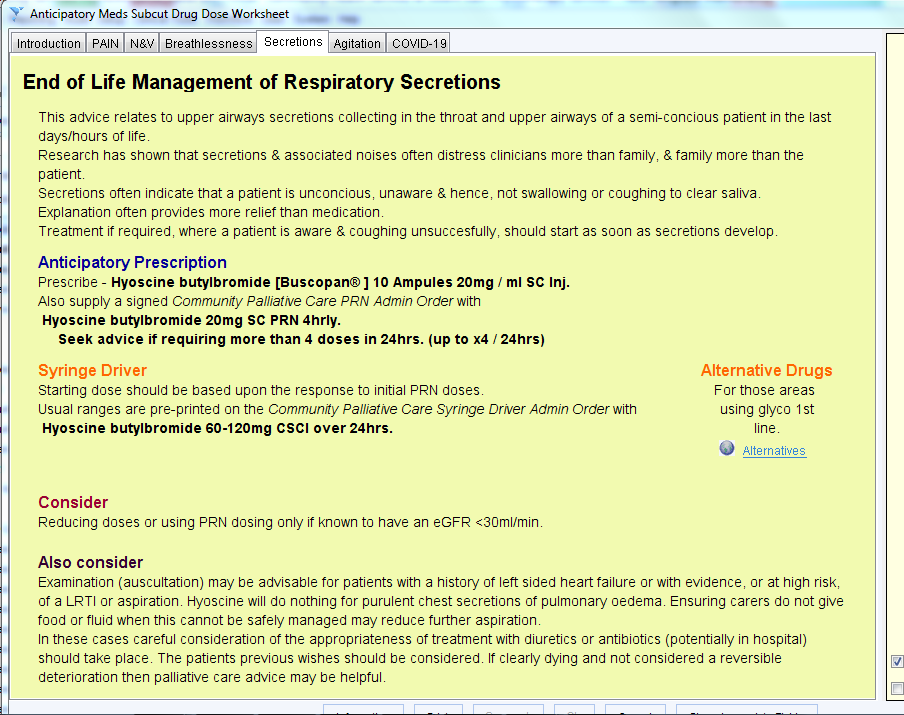 Anticipatory Meds Subcut Drug Dose Worksheet
Introduction PAIN N&V Breathlessness Secretions Agitation COVID-19
End of Life Management of Respiratory Secretions
This advice relates to upper airways secretions collecting in the throat and upper airways of a semi-concious patient in the last
days/hours of life.
Research has shown that secretions & associated noises often distress clinicians more than family, & family more than the
patient.
Secretions often indicate that a patient is unconcious, unaware & hence, not swallowing or coughing to clear saliva.
Explanation often provides more relief than medication.
Treatment if required, where a patient is aware & coughing unsuccesfully, should start as soon as secretions develop.
Anticipatory Prescription
Prescribe - Hyoscine butylbromide [Buscopan® ] 10 Ampules 20mg / ml SC Inj.
Also supply a signed Community Palliative Care PRN Admin Order with
Hyoscine butylbromide 20mg SC PRN 4hrly.
Seek advice if requiring more than 4 doses in 24hrs. (up to x4 / 24hrs)
Syringe Driver
Starting dose should be based upon the response to initial PRN doses.
Usual ranges are pre-printed on the Community Palliative Care Syringe Driver Admin Order with
Hyoscine butylbromide 60-120mg CSCI over 24hrs.
Alternative Drugs
For those areas
using glyco 1st
line.
Alternatives
Consider
Reducing doses or using PRN dosing only if known to have an eGFR <30ml/min.
Also consider
Examination (auscultation) may be advisable for patients with a history of left sided heart failure or with evidence, or at high risk,
of a LRTI or aspiration. Hyoscine will do nothing for purulent chest secretions of pulmonary oedema. Ensuring carers do not give
food or fluid when this cannot be safely managed may reduce further aspiration.
In these cases careful consideration of the appropriateness of treatment with diuretics or antibiotics (potentially in hospital)
should take place. The patients previous wishes should be considered. If clearly dying and not considered a reversible
deterioration then palliative care advice may be helpful.